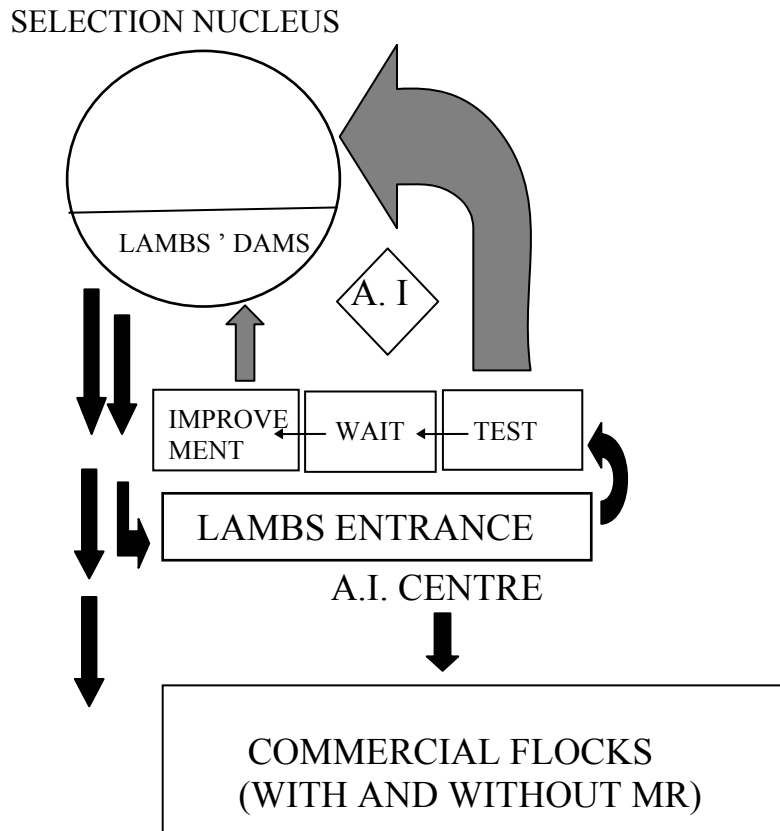 SELECTION NUCLEUS
LAMBS ’ DAMS
A. I
IMPROVE
MENT
WAIT
TEST
LAMBS ENTRANCE
A.I. CENTRE
COMMERCIAL FLOCKS
(WITH AND WITHOUT MR)